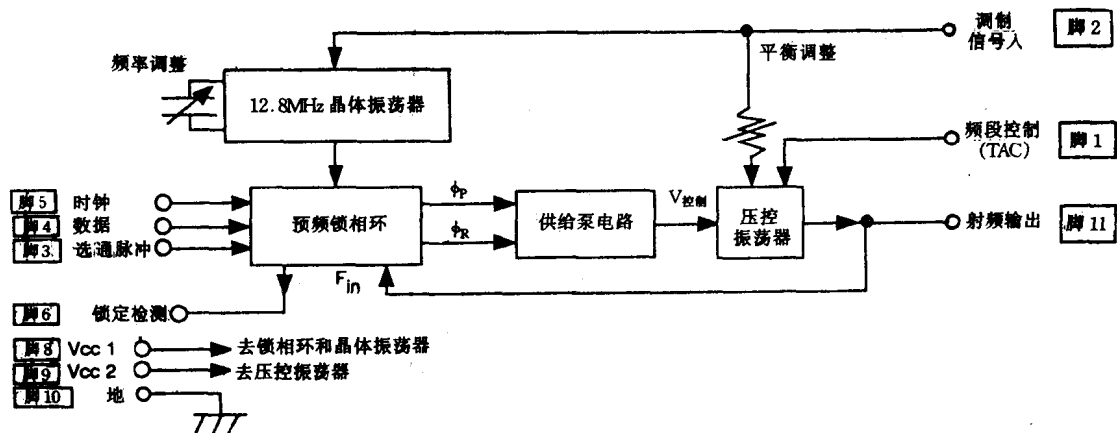 调制
信号入
脚2
平衡调整
频率调整
12.8MHz 晶体振荡器
频段控制
(TAC)
脚1
脚5 时钟
脚4 数据
脚3 选通脉冲
预频锁相环
ϕP
ϕR
供给泵电路
V控制
压控
振荡器
射频输出
脚11
Fin
脚6 锁定检测
脚8 Vcc 1 去锁相环和晶体振荡器
脚9 Vcc 2 去压控振荡器
脚10 地